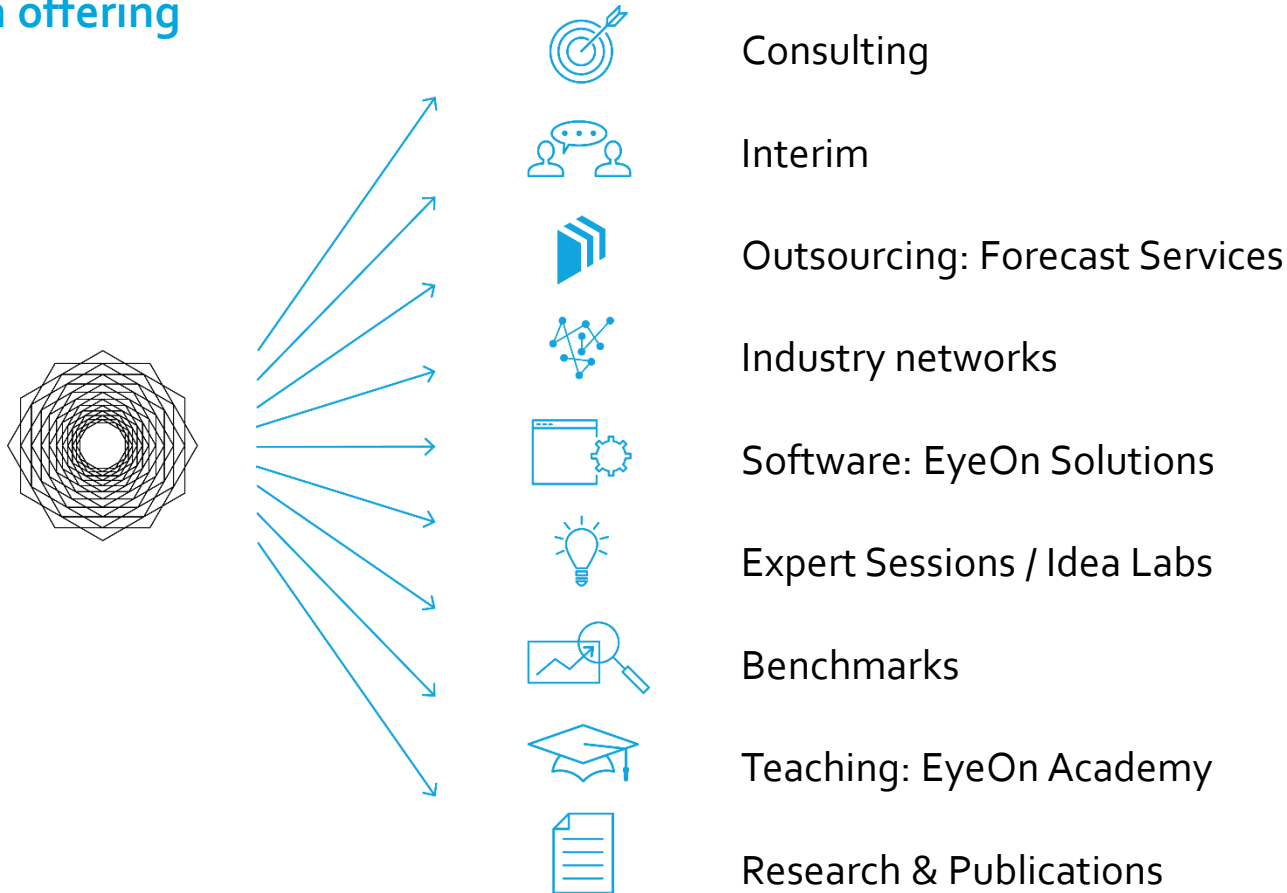 offering
Consulting
Interim
Outsourcing: Forecast Services
Industry networks
Software: EyeOn Solutions
Expert Sessions / Idea Labs
Benchmarks
Teaching: EyeOn Academy
Research & Publications